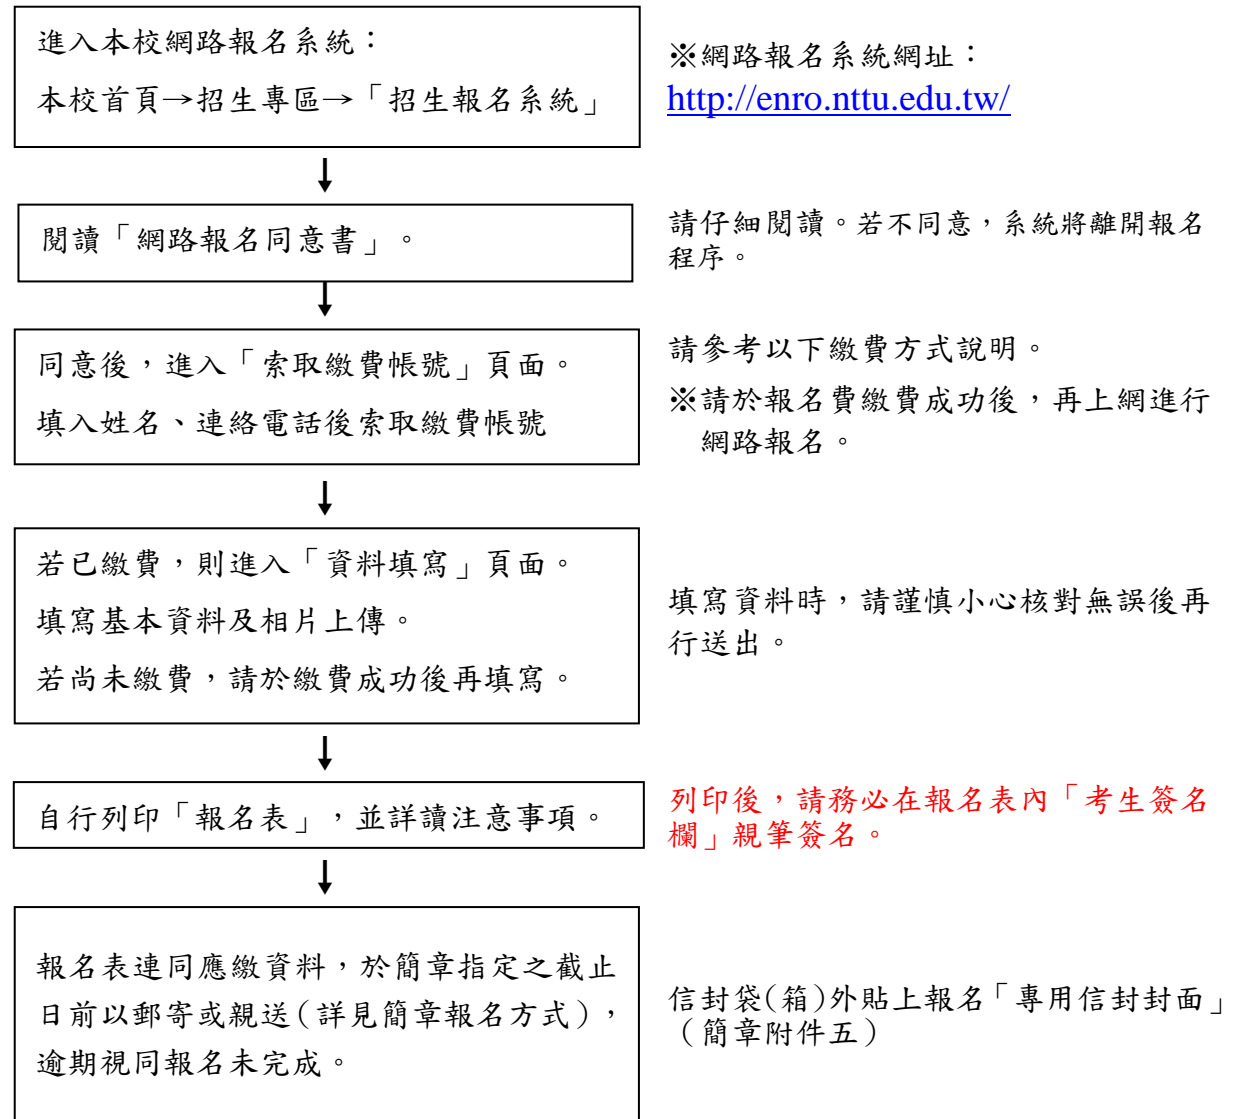 進入本校網路報名系統：
本校首頁→招生專區→「招生報名系統」
※網路報名系統網址：
http://enro.nttu.edu.tw/
閱讀「網路報名同意書」。
請仔細閱讀。若不同意，系統將離開報名
程序。
同意後，進入「索取繳費帳號」頁面。
填入姓名、連絡電話後索取繳費帳號
請參考以下繳費方式說明。
※請於報名費繳費成功後，再上網進行
網路報名。
若已繳費，則進入「資料填寫」頁面。
填寫基本資料及相片上傳。
若尚未繳費，請於繳費成功後再填寫。
填寫資料時，請謹慎小心核對無誤後再
行送出。
自行列印「報名表」，並詳讀注意事項。
列印後，請務必在報名表內「考生簽名
欄」親筆簽名。
報名表連同應繳資料，於簡章指定之截止
日前以郵寄或親送(詳見簡章報名方式)，
逾期視同報名未完成。
信封袋(箱)外貼上報名「專用信封封面」
（簡章附件五）